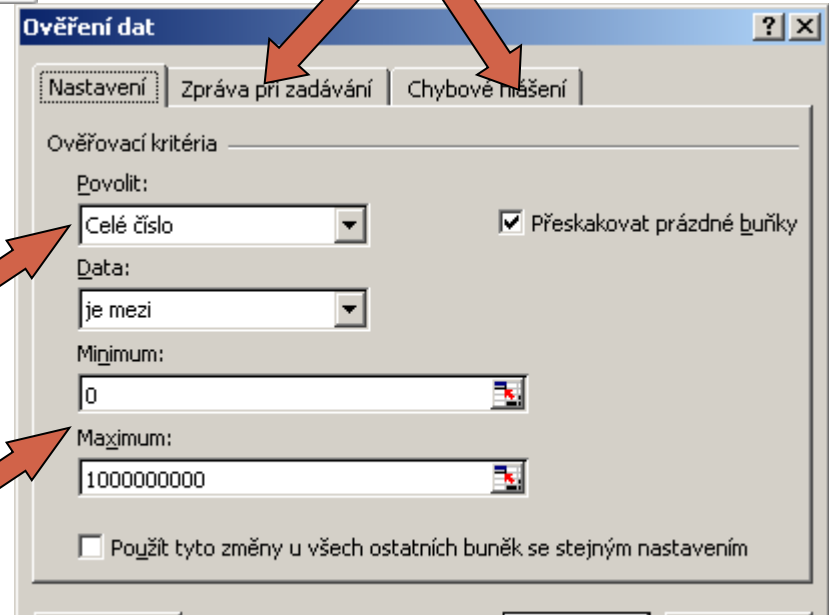 Ověření dat
Nastavení
Zpráva při zadávání
Chybové hlášení
Ověřovací kritéria
Povolit:
Celé číslo
Přeskakovat prázdné buňky
Data:
je mezi
Minimum:
0
Maximum:
1000000000
Použít tyto změny u všech ostatních buněk se stejným nastavením